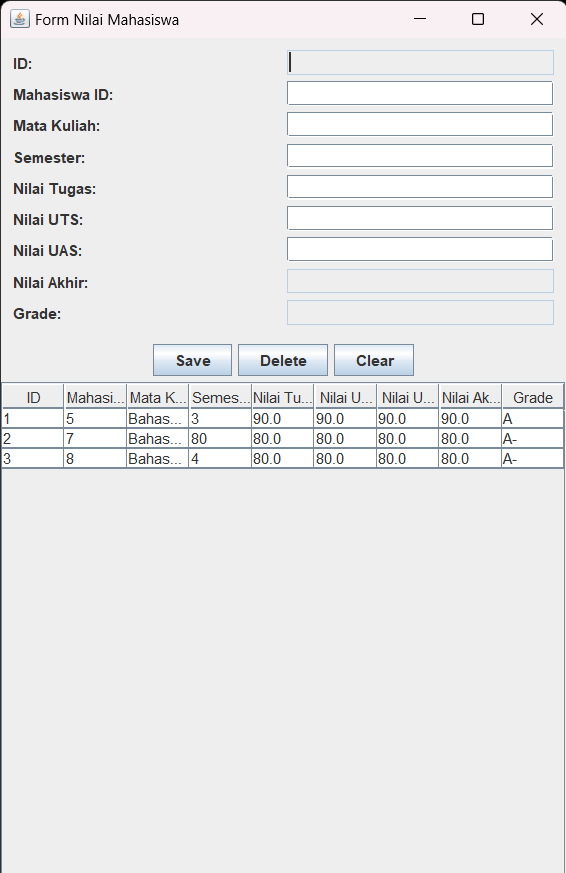 Form Nilai Mahasiswa
ID:
Mahasiswa ID:
Mata Kuliah:
Semester:
Nilai Tugas:
Nilai UTS:
Nilai UAS:
Nilai Akhir:
Grade:
Save Delete Clear
ID Mahasi... Mata K... Semes... Nilai Tu... Nilai U... Nilai U... Nilai Ak... Grade
1 5 Bahas... 3 90.0 90.0 90.0 90.0 A
2 7 Bahas... 80 80.0 80.0 80.0 80.0 A-
3 8 Bahas... 4 80.0 80.0 80.0 80.0 A-